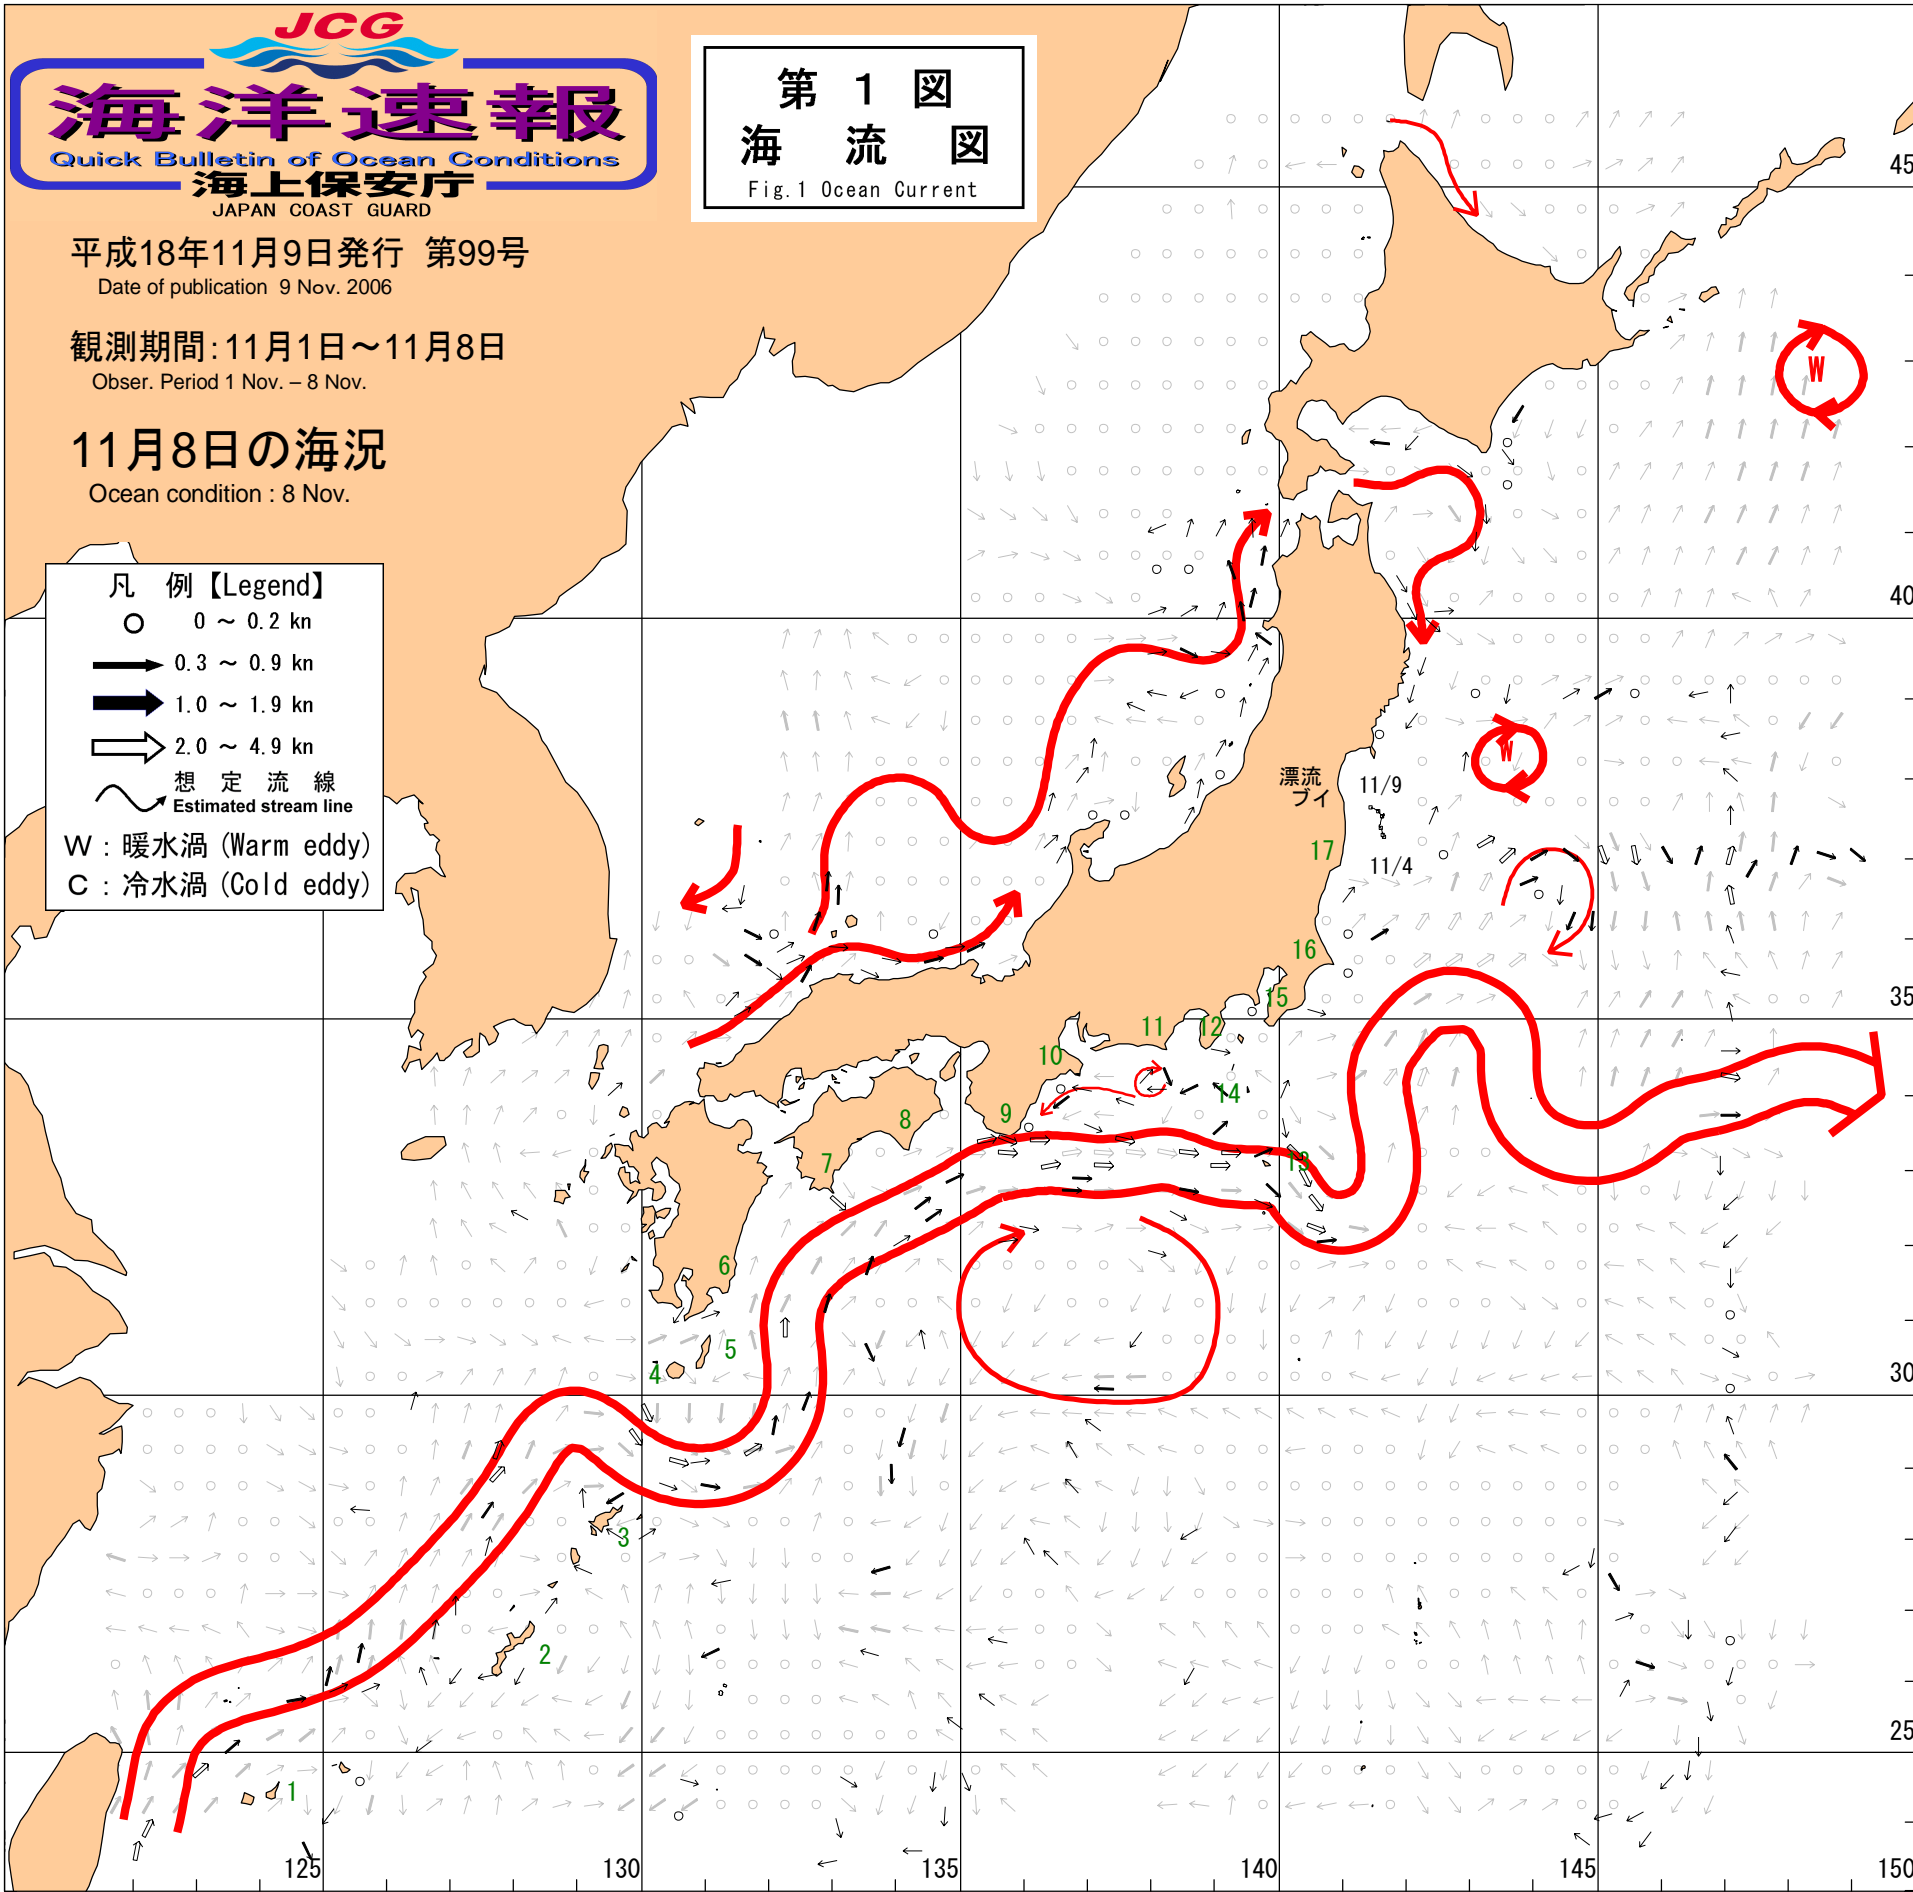 JCG
海洋速報
Quick Bulletin of Ocean Conditions
海上保安庁
JAPAN COAST GUARD
第 1 図
海 流 図
Fig.1 Ocean Current
平成18年11月9日発行 第99号
Date of publication 9 Nov. 2006
観測期間:11月1日~11月8日
Obser. Period 1 Nov. – 8 Nov.
11月8日の海況
Ocean condition : 8 Nov.
凡 例【Legend】
0 ~ 0.2 kn
0.3 ~ 0.9 kn
1.0 ~ 1.9 kn
2.0 ~ 4.9 kn
想 定 流 線
Estimated stream line
W : 暖水渦 (Warm eddy)
C : 冷水渦 (Cold eddy)
45
W
40
W
漂流
ブイ
11/9
11/4
17
16
15
35
11
12
10
14
9
8
7
13
6
5
4
30
3
2
25
1
125
130
135
140
145
150